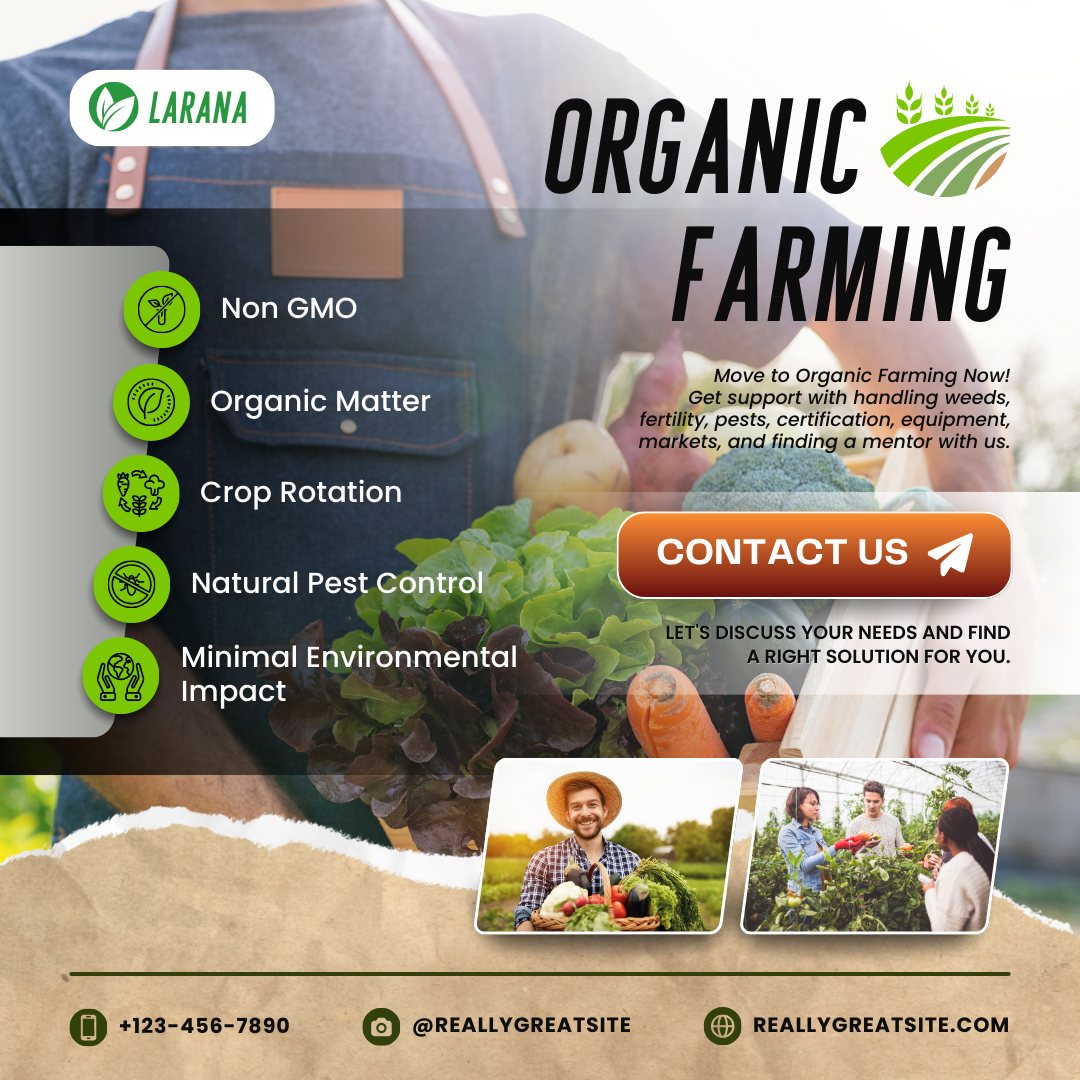 LARANA
ORGANIC
FARMING
Non GMO
Organic Matter
Crop Rotation
Natural Pest Control
Minimal Environmental
Impact
Move to Organic Farming Now!
Get support with handling weeds,
fertility, pests, certification, equipment,
markets, and finding a mentor with us.
CONTACT US
LET'S DISCUSS YOUR NEEDS AND FIND
A RIGHT SOLUTION FOR YOU.
+123-456-7890
@REALLYGREATSITE
REALLYGREATSITE.COM